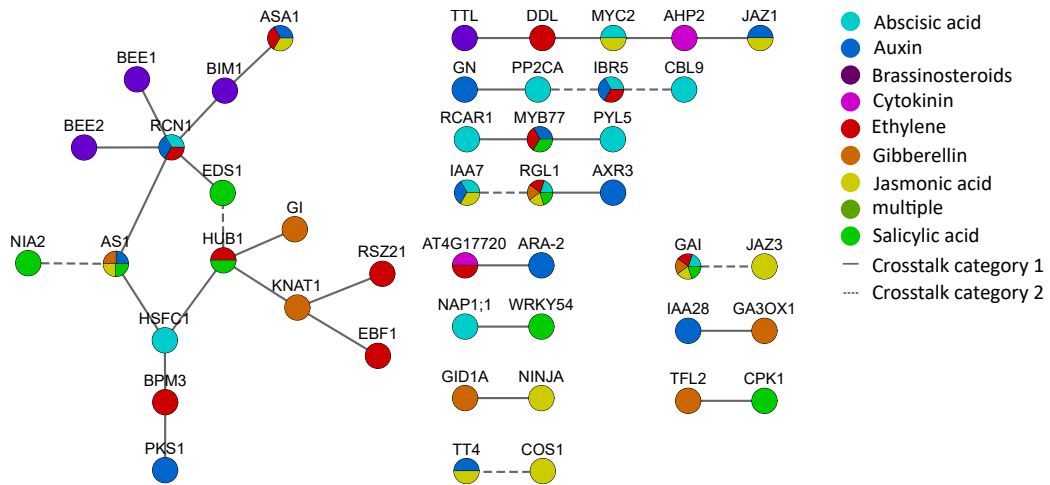 ASA1
BEE1
BIM1
BEE2
RCN1
EDS1
NIA2
AS1
HUB1
GI
RSZ21
KNAT1
HSFC1
EBF1
BPM3
PKS1
TTL DDL MYC2 AHP2 JAZ1
GN PP2CA IBR5 CBL9
RCAR1 MYB77 PYL5
IAA7 RGL1 AXR3
AT4G17720 ARA-2 GAI JAZ3
NAP1;1 WRKY54 IAA28 GA3OX1
GID1A NINJA TFL2 CPK1
TT4 COS1
Abscisic acid
Auxin
Brassinosteroids
Cytokinin
Ethylene
Gibberellin
Jasmonic acid
multiple
Salicylic acid
Crosstalk category 1
Crosstalk category 2